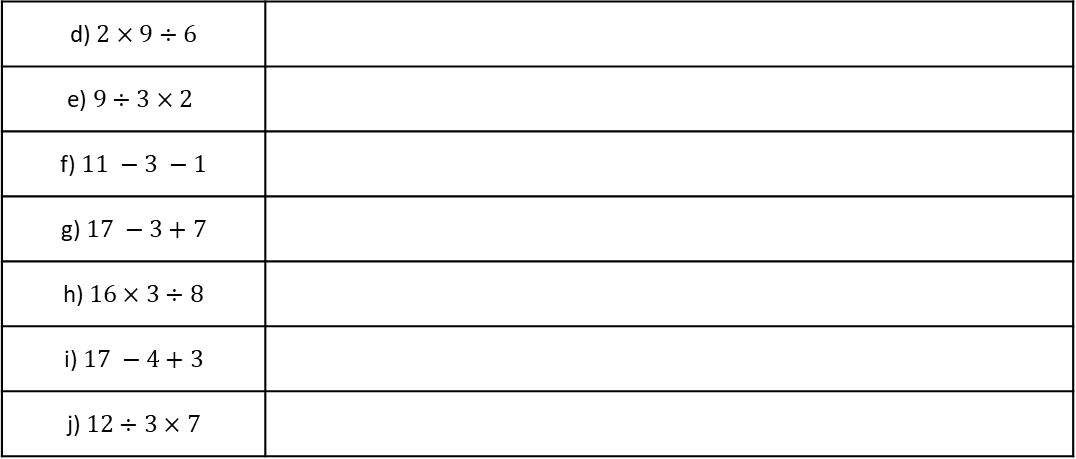 d) 2 × 9 ÷ 6
e) 9 ÷ 3 × 2
f) 11 − 3 − 1
g) 17 − 3 + 7
h) 16 × 3 ÷ 8
i) 17 − 4 + 3
j) 12 ÷ 3 × 7